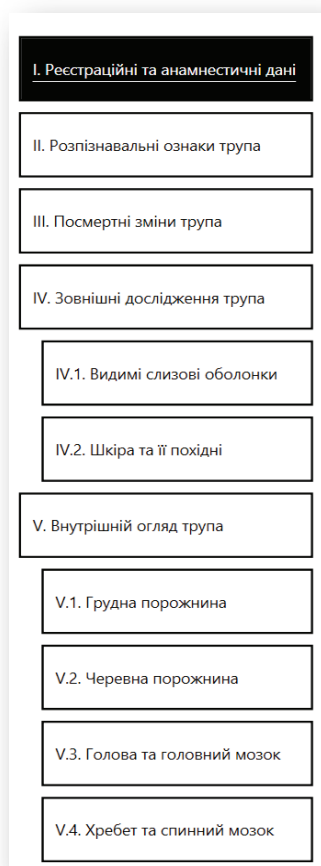 I. Реєстраційні та анамнестичні дані
II. Розпізнавальні ознаки трупа
III. Посмертні зміни трупа
IV. Зовнішні дослідження трупа
IV.1. Видимі слизові оболонки
IV.2. Шкіра та її похідні
V. Внутрішній огляд трупа
V.1. Грудна порожнина
V.2. Черевна порожнина
V.3. Голова та головний мозок
V.4. Хребет та спинний мозок